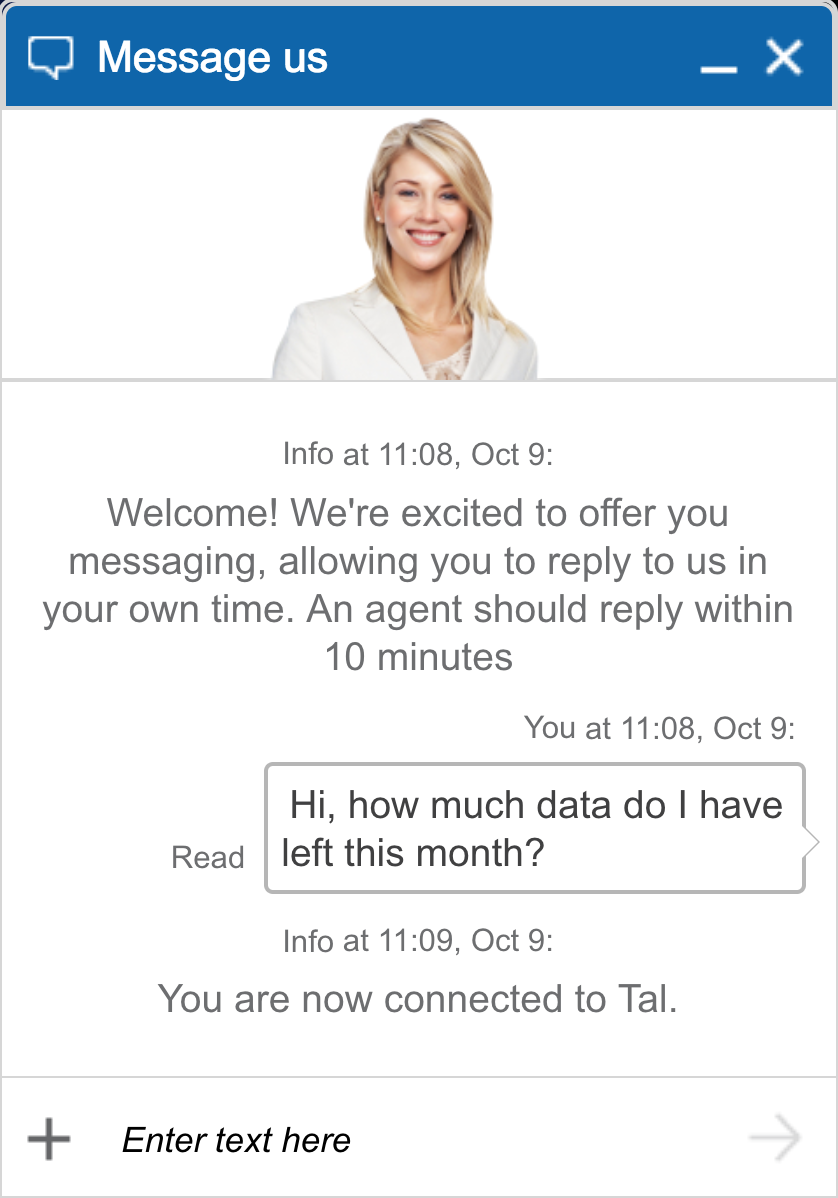 Message us
Info at 11:08, Oct 9:
Welcome! We're excited to offer you
messaging, allowing you to reply to us in
your own time. An agent should reply within
10 minutes
You at 11:08, Oct 9:
Hi, how much data do I have
left this month?
Read
Info at 11:09, Oct 9:
You are now connected to Tal.
Enter text here